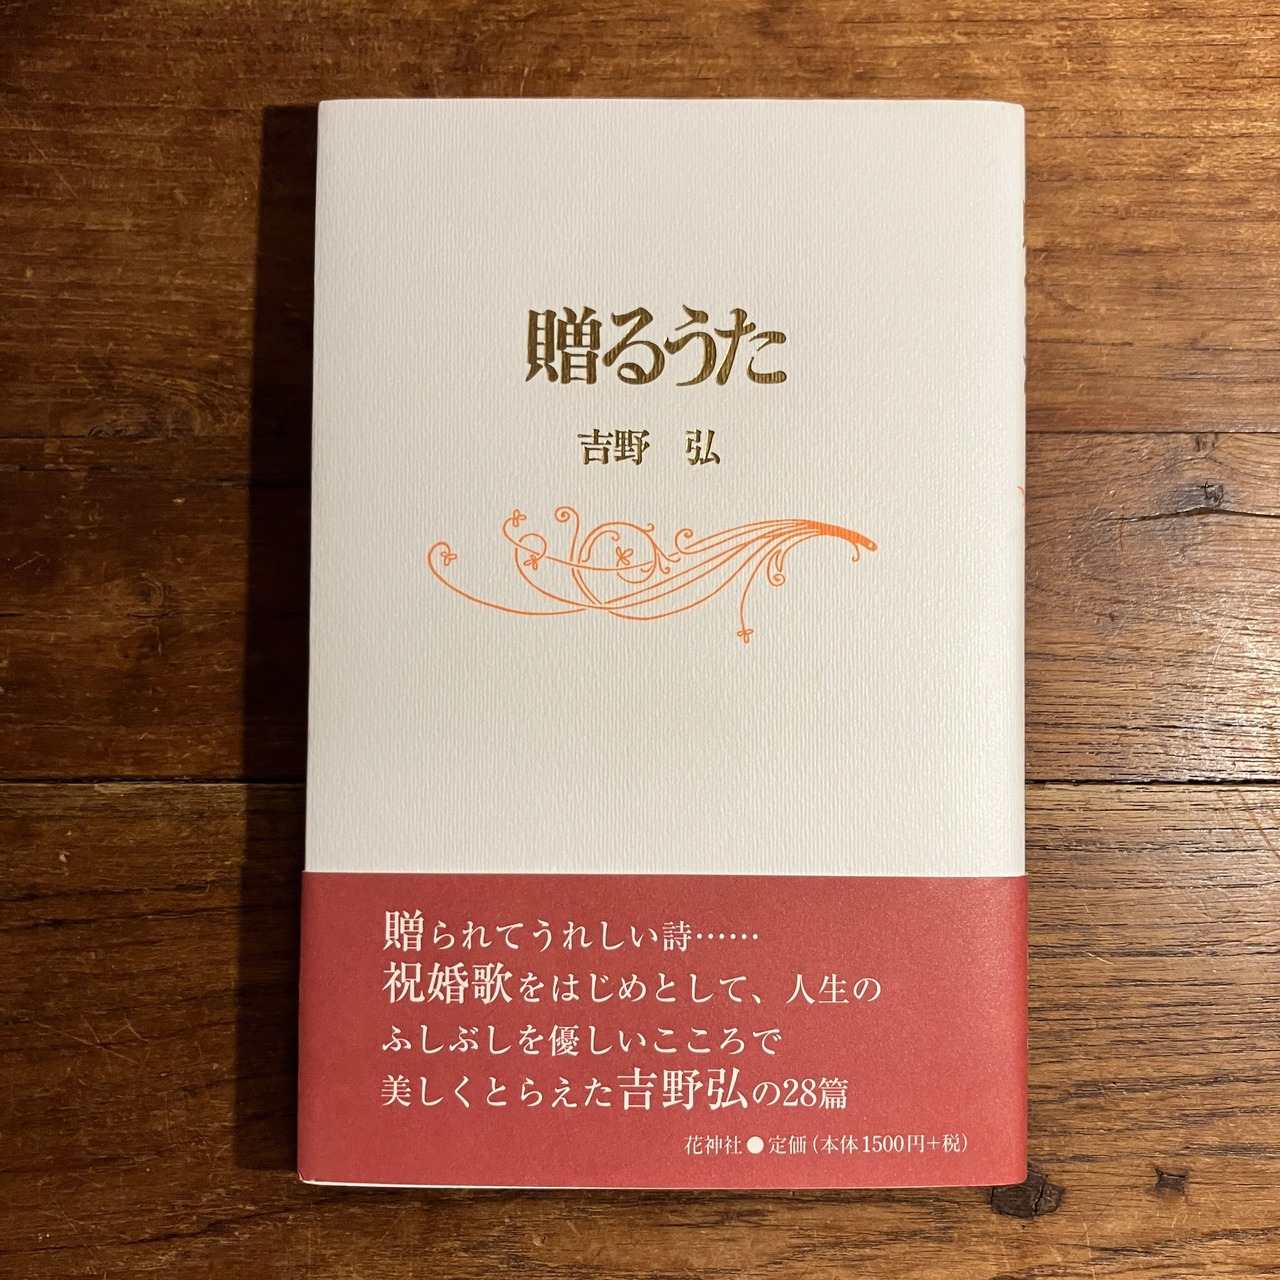 贈るうた
吉野 弘
贈られてうれしい詩……
祝婚歌をはじめとして、人生の
ふしぶしを優しいこころで
美しくとらえた吉野弘の28篇
花神社●定価(本体1500円+税)